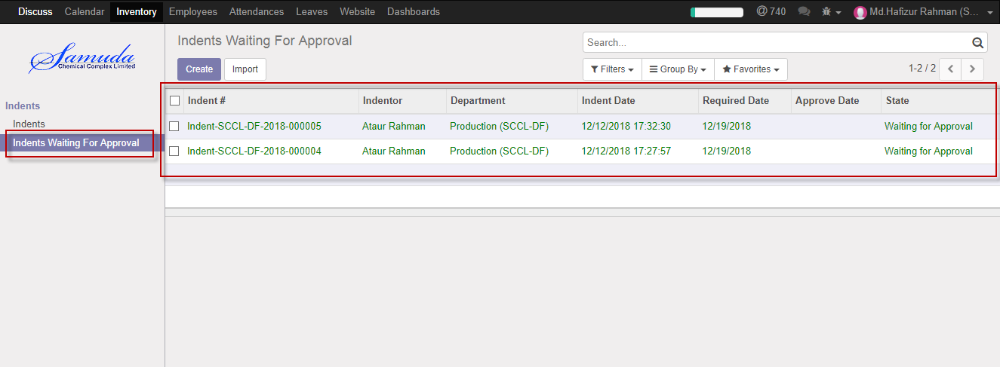 Discuss Calendar Inventory Employees Attendances Leaves Website Dashboards @ 740 Md.Hafizur Rahman (S...
Samuda
Chemical Complex Limited
Indents
Indents
Indents Waiting For Approval
Indents Waiting For Approval
Search...
Create Import
Filters Group By Favorites
1-2 / 2
Indent # Indentor Department Indent Date Required Date Approve Date State
Indent-SCCL-DF-2018-000005 Ataur Rahman Production (SCCL-DF) 12/12/2018 17:32:30 12/19/2018 Waiting for Approval
Indent-SCCL-DF-2018-000004 Ataur Rahman Production (SCCL-DF) 12/12/2018 17:27:57 12/19/2018 Waiting for Approval